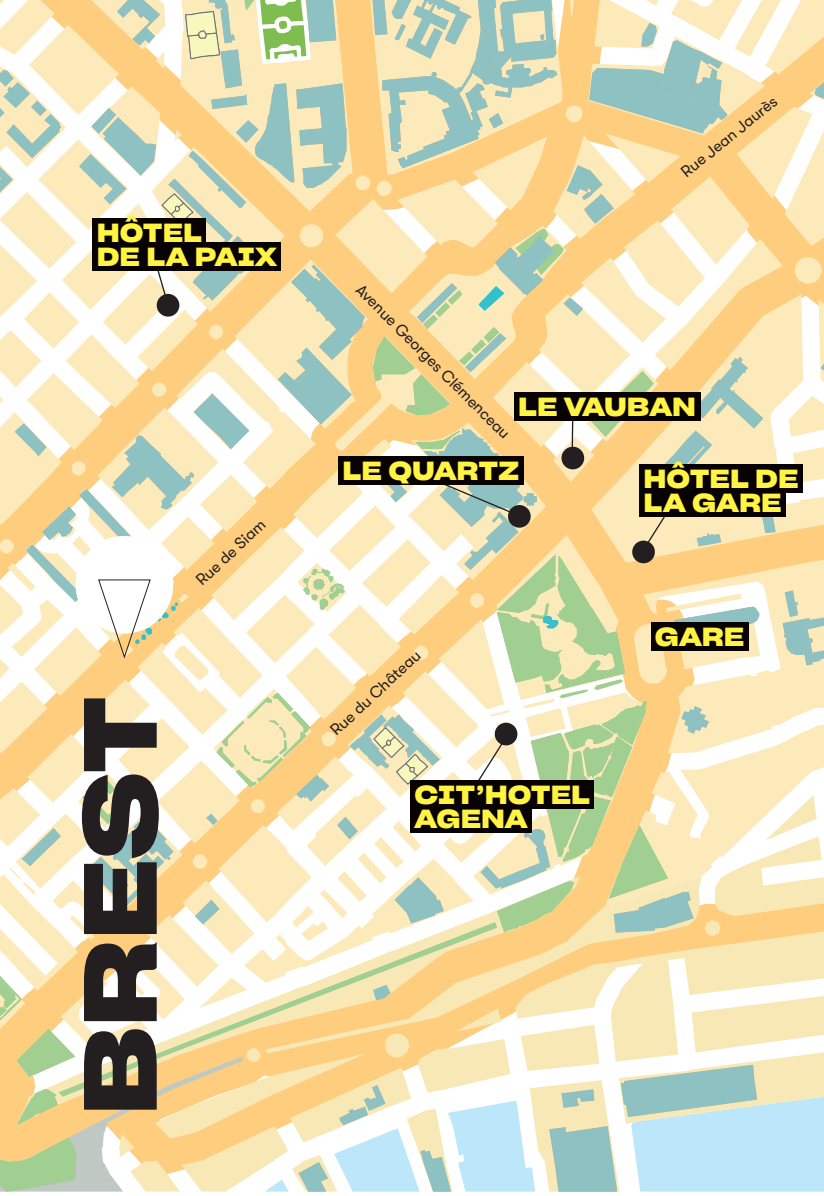 Rue Jean Jaurès
HÔTEL
DE LA PAIX
Avenue Georges Clémenceau
LE VAUBAN
LE QUARTZ
HÔTEL DE
LA GARE
Rue de Siam
GARE
Rue du Château
CIT'HOTEL
AGENA
BREST